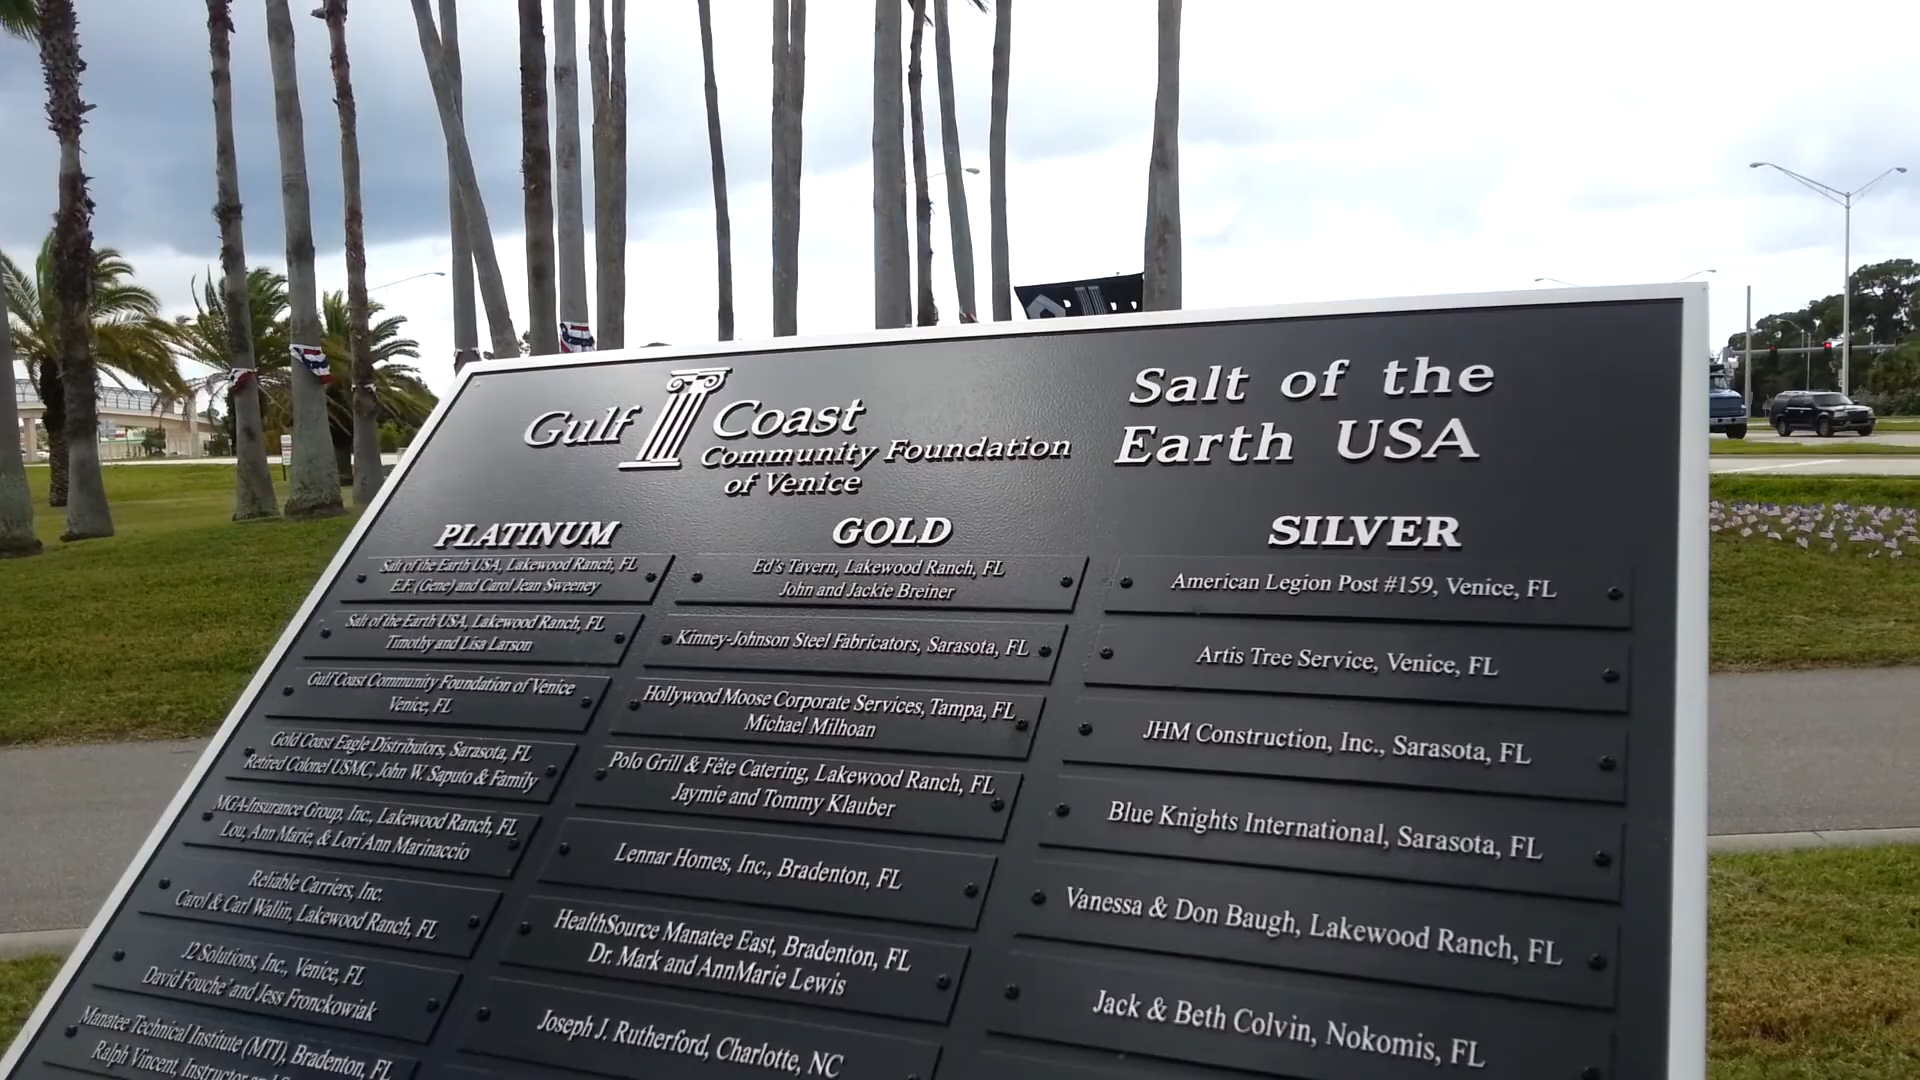 Gulf Coast
Community Foundation
of Venice
Salt of the
Earth USA
PLATINUM
Salt of the Earth USA, Lakewood Ranch, FL
E.F. (Gene) and Carol Jean Sweeney
Salt of the Earth USA, Lakewood Ranch, FL
Timothy and Lisa Larson
Gulf Coast Community Foundation of Venice
Venice, FL
Gold Coast Eagle Distributors, Sarasota, FL
Retired Colonel USMC, John W. Saputo & Family
MGA-Insurance Group, Inc, Lakewood Ranch, FL
Lou, Ann Marie, & Lori Ann Marinaccio
Reliable Carriers, Inc.
Carol & Carl Wallin, Lakewood Ranch, FL
J2 Solutions, Inc., Venice, FL
David Fouche' and Jess Fronckowiak
Manatee Technical Institute (MTI), Bradenton, FL
Ralph Vincent, Instructor and
GOLD
Ed's Tavern, Lakewood Ranch, FL
John and Jackie Breiner
Kinney-Johnson Steel Fabricators, Sarasota, FL
Hollywood Moose Corporate Services, Tampa, FL
Michael Milhoan
Polo Grill & Fête Catering, Lakewood Ranch, FL
Jaymie and Tommy Klauber
Lennar Homes, Inc., Bradenton, FL
HealthSource Manatee East, Bradenton, FL
Dr. Mark and AnnMarie Lewis
Joseph J. Rutherford, Charlotte, NC
SILVER
American Legion Post #159, Venice, FL
Artis Tree Service, Venice, FL
JHM Construction, Inc., Sarasota, FL
Blue Knights International, Sarasota, FL
Vanessa & Don Baugh, Lakewood Ranch, FL
Jack & Beth Colvin, Nokomis, FL